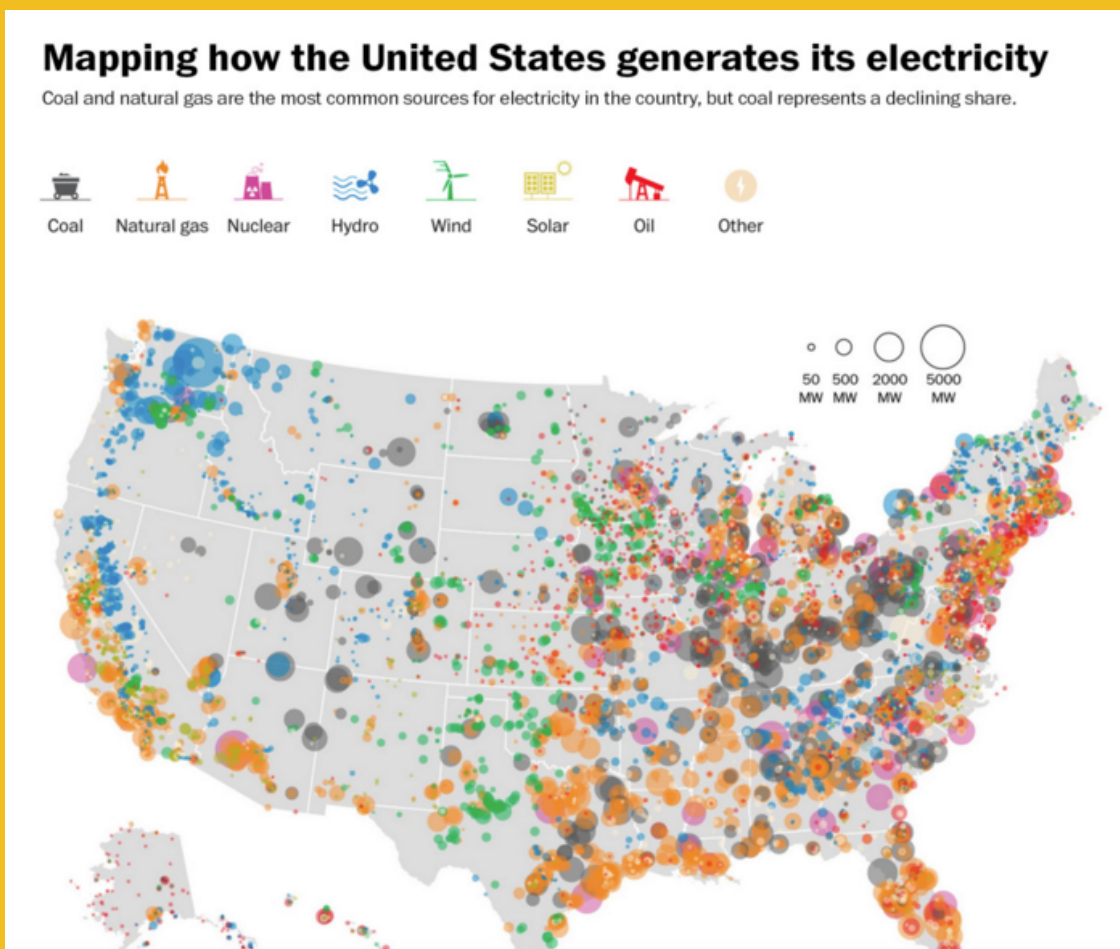 Mapping how the United States generates its electricity
Coal and natural gas are the most common sources for electricity in the country, but coal represents a declining share.
Coal Natural gas Nuclear Hydro Wind Solar Oil Other
50 500 2000 5000
MW MW MW MW